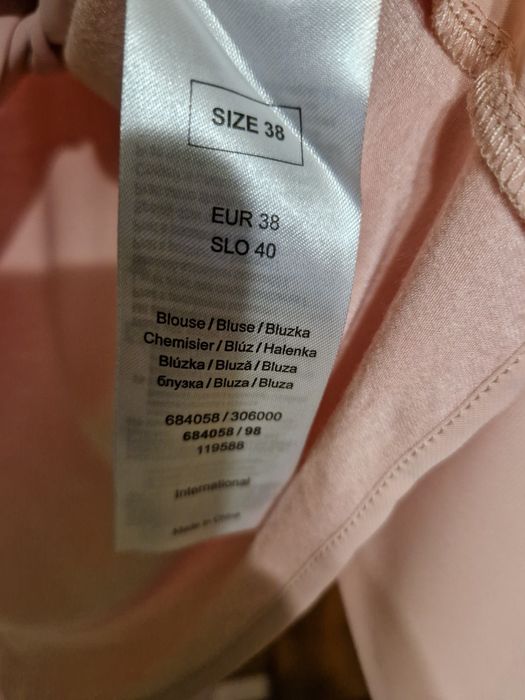 SIZE 38
EUR 38
SLO 40
Blouse / Bluse / Bluzka
Chemisier / Blúz / Halenka
Blúzka / Bluză / Bluza
блузка / Bluza / Bluza
684058 / 306000
684058 / 98
119588
International
Made in China